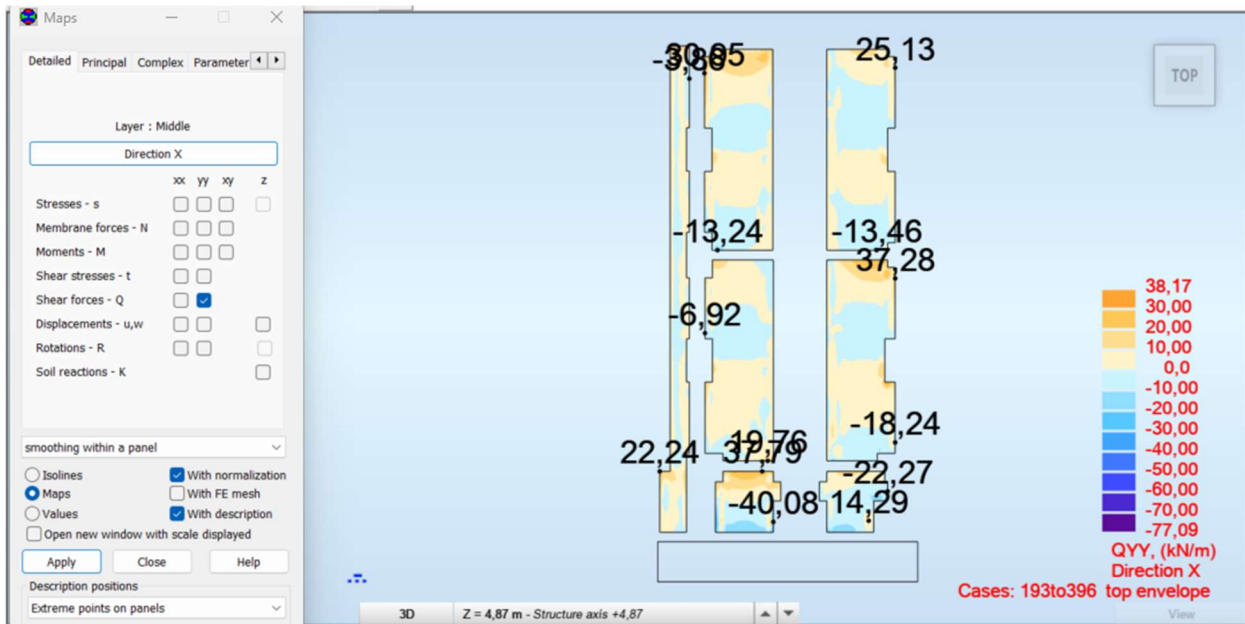 Maps
Detailed Principal Complex Parameter
Layer : Middle
Direction X
xx yy xy z
Stresses - s
Membrane forces - N
Moments - M
Shear stresses - t
Shear forces - Q
Displacements - u,w
Rotations - R
Soil reactions - K
smoothing within a panel
Isolines With normalization
Maps With FE mesh
Values With description
Open new window with scale displayed
Apply Close Help
Description positions
Extreme points on panels
25,13
-13,24 -13,46
37,28
-6,92
-18,24
22,24 37,79
-22,27
-40,08 14,29
TOP
38,17
30,00
20,00
10,00
0,0
-10,00
-20,00
-30,00
-40,00
-50,00
-60,00
-70,00
-77,09
QYY, (kN/m)
Direction X
Cases: 193to396 top envelope
3D Z = 4,87 m - Structure axis +4,87
View